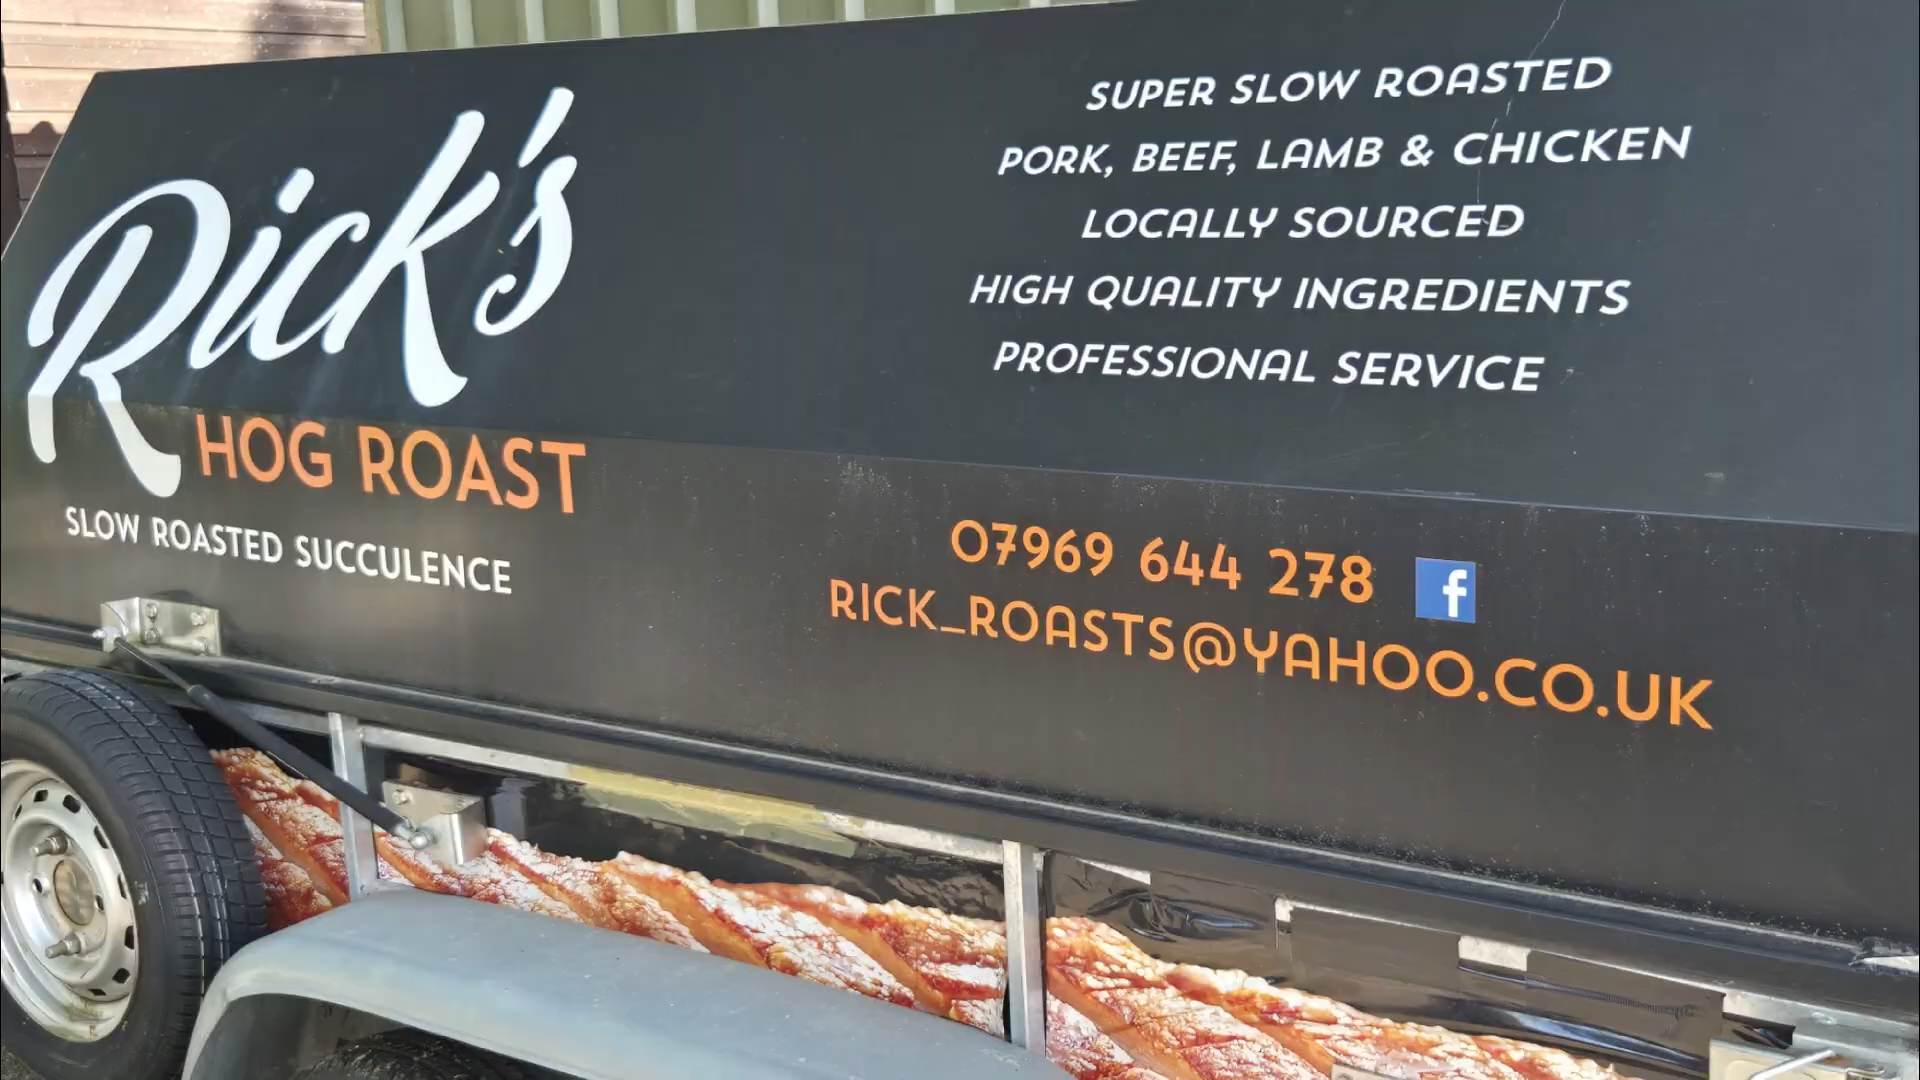 Rick's
HOG ROAST
SLOW ROASTED SUCCULENCE
SUPER SLOW ROASTED
PORK, BEEF, LAMB & CHICKEN
LOCALLY SOURCED
HIGH QUALITY INGREDIENTS
PROFESSIONAL SERVICE
07969 644 278 f
RICK_ROASTS@YAHOO.CO.UK